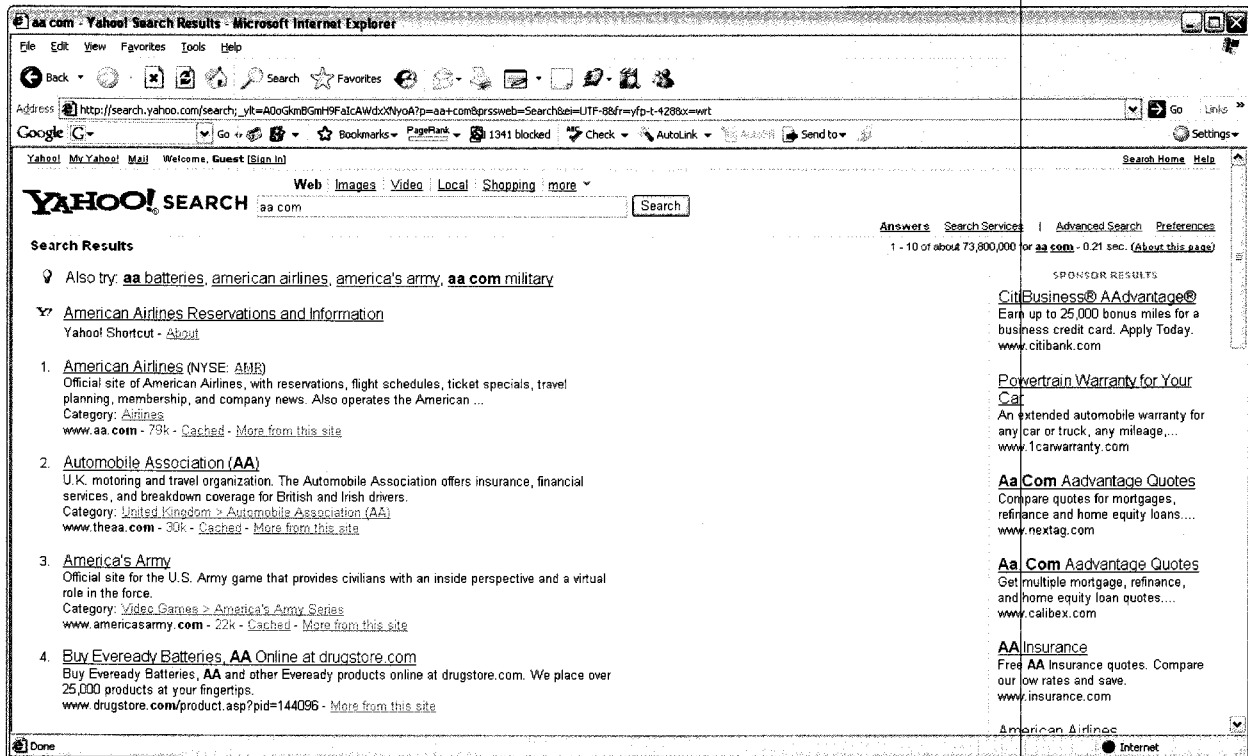 aa com - Yahoo! Search Results - Microsoft Internet Explorer
File Edit View Favorites Tools Help
Back Search Favorites
Address http://search.yahoo.com/search;_ylt=A0oGkmBGmH9FaIcAWdxXNyoA?p=aa+com&prssweb=Search&ei=UTF-8&fr=yfp-t-428&x=wrt Go Links »
Google G Go Bookmarks PageRank 1341 blocked Check AutoLink AutoFill Send to Settings
Yahoo! My Yahoo! Mail Welcome, Guest [Sign In] Search Home Help
Web Images Video Local Shopping more
YAHOO! SEARCH aa com Search
Answers Search Services | Advanced Search Preferences
Search Results 1 - 10 of about 73,800,000 for aa com - 0.21 sec. (About this page)
Also try: aa batteries, american airlines, america's army, aa com military
Y? American Airlines Reservations and Information
Yahoo! Shortcut - About
1. American Airlines (NYSE: AMR)
Official site of American Airlines, with reservations, flight schedules, ticket specials, travel
planning, membership, and company news. Also operates the American ...
Category: Airlines
www.aa.com - 79k - Cached - More from this site
2. Automobile Association (AA)
U.K. motoring and travel organization. The Automobile Association offers insurance, financial
services, and breakdown coverage for British and Irish drivers.
Category: United Kingdom > Automobile Association (AA)
www.theaa.com - 30k - Cached - More from this site
3. America's Army
Official site for the U.S. Army game that provides civilians with an inside perspective and a virtual
role in the force.
Category: Video Games > America's Army Series
www.americasarmy.com - 22k - Cached - More from this site
4. Buy Eveready Batteries, AA Online at drugstore.com
Buy Eveready Batteries, AA and other Eveready products online at drugstore.com. We place over
25,000 products at your fingertips.
www.drugstore.com/product.asp?pid=144096 - More from this site
SPONSOR RESULTS
CitiBusiness® AAdvantage®
Earn up to 25,000 bonus miles for a
business credit card. Apply Today.
www.citibank.com
Powertrain Warranty for Your
Car
An extended automobile warranty for
any car or truck, any mileage,...
www.1carwarranty.com
Aa Com Aadvantage Quotes
Compare quotes for mortgages,
refinance and home equity loans....
www.nextag.com
Aa Com Aadvantage Quotes
Get multiple mortgage, refinance,
and home equity loan quotes....
www.calibex.com
AA Insurance
Free AA Insurance quotes. Compare
our low rates and save.
www.insurance.com
American Airlines
Done Internet